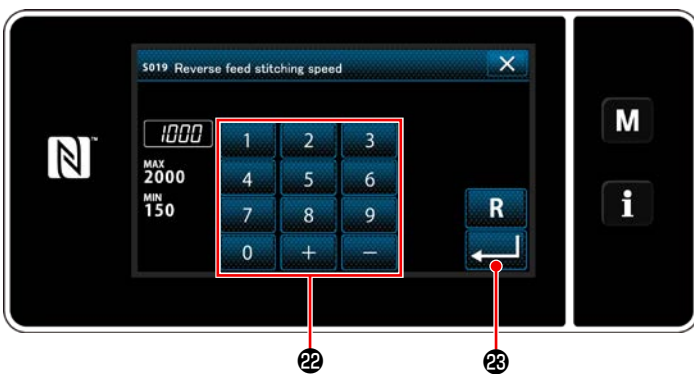 S019 Reverse feed stitching speed
1000
MAX
2000
MIN
150
1 2 3
4 5 6
7 8 9
0 + −
R
M
i
N
㉒ ㉓